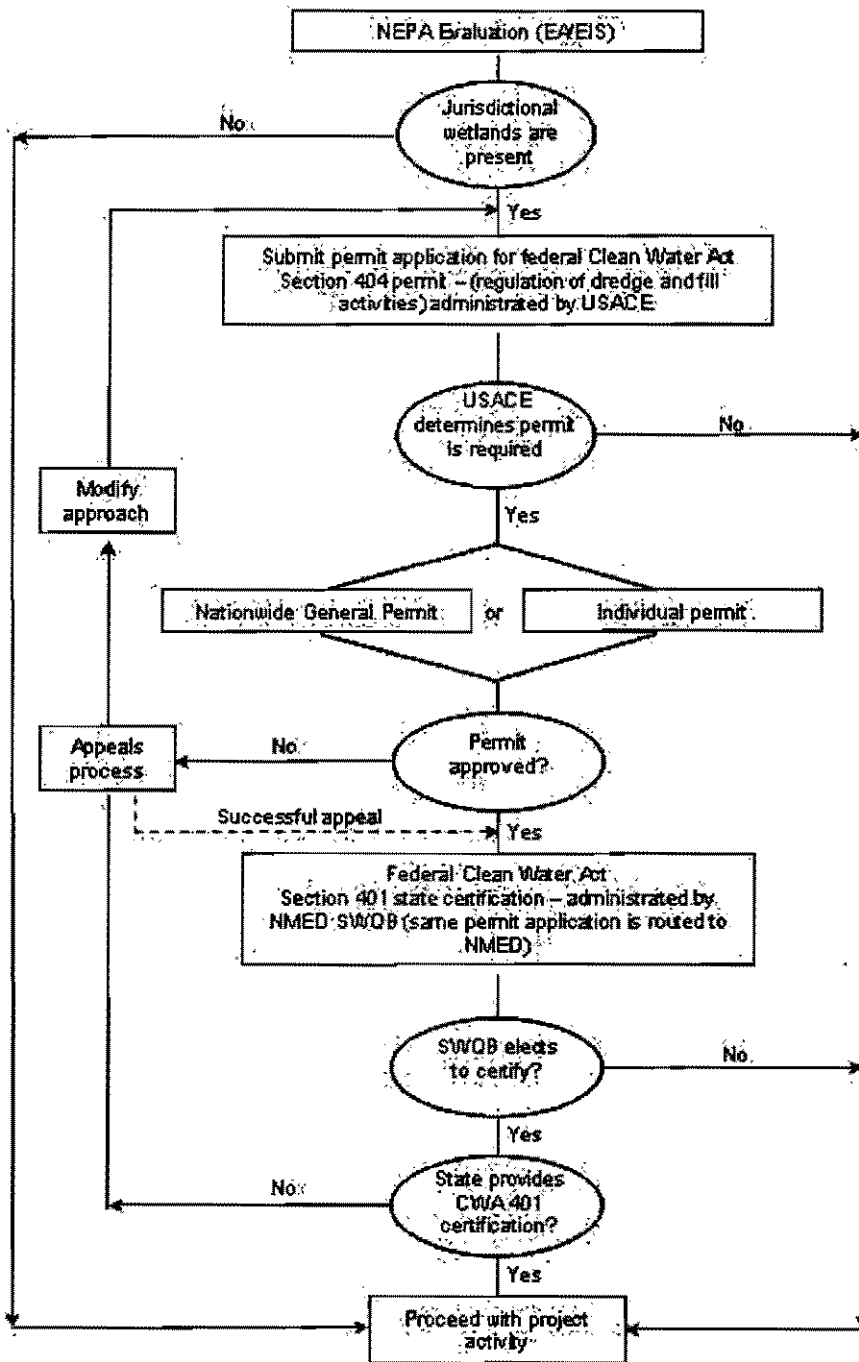 NEPA Evaluation (EA/EIS)
Jurisdictional
wetlands are
present
No
Yes
Submit permit application for federal Clean Water Act
Section 404 permit – (regulation of dredge and fill
activities) administrated by USACE
USACE
determines permit
is required
No
Modify
approach
Yes
Nationwide General Permit
or
Individual permit
Appeals
process
No
Permit
approved?
Successful appeal
Yes
Federal Clean Water Act
Section 401 state certification – administrated by
NMED SWQB (same permit application is routed to
NMED)
SWQB elects
to certify?
No
Yes
State provides
CWA 401
certification?
No
Yes
Proceed with project
activity